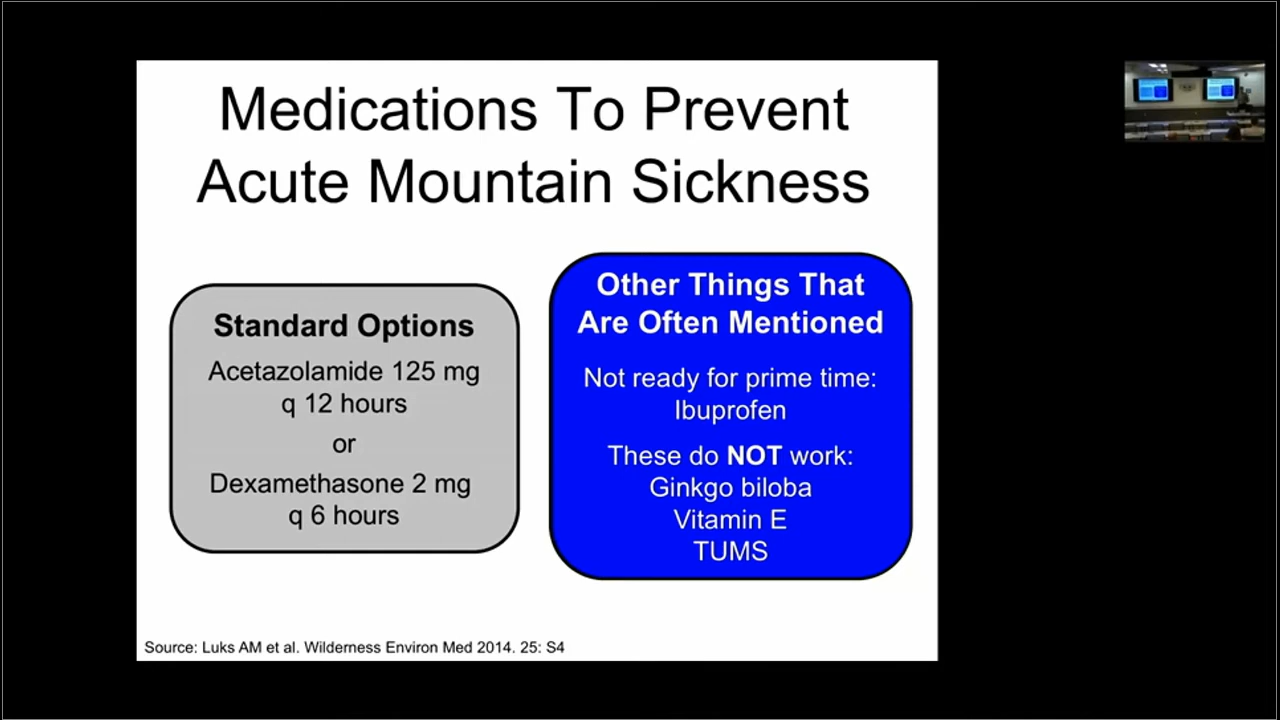 Medications To Prevent
Acute Mountain Sickness
Standard Options
Acetazolamide 125 mg
q 12 hours
or
Dexamethasone 2 mg
q 6 hours
Other Things That
Are Often Mentioned
Not ready for prime time:
Ibuprofen
These do NOT work:
Ginkgo biloba
Vitamin E
TUMS
Source: Luks AM et al. Wilderness Environ Med 2014. 25: S4